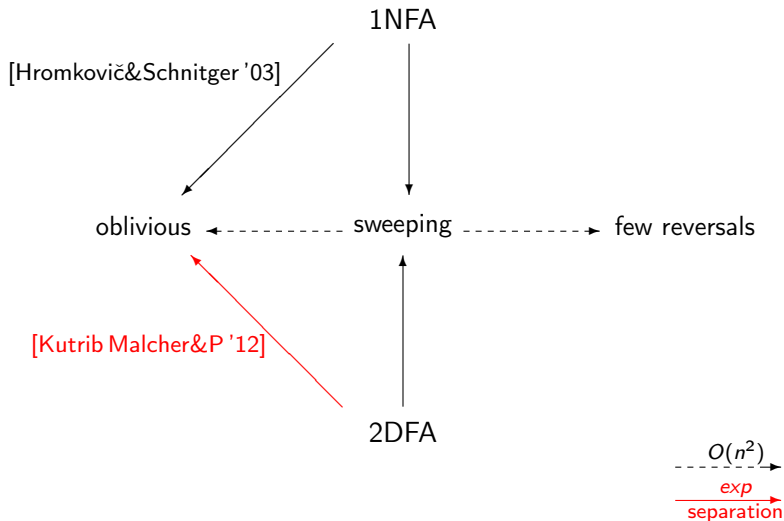 1NFA
[Hromkovič&Schnitger '03]
oblivious
sweeping
few reversals
[Kutrib Malcher&P '12]
2DFA
O(n²)
exp
separation